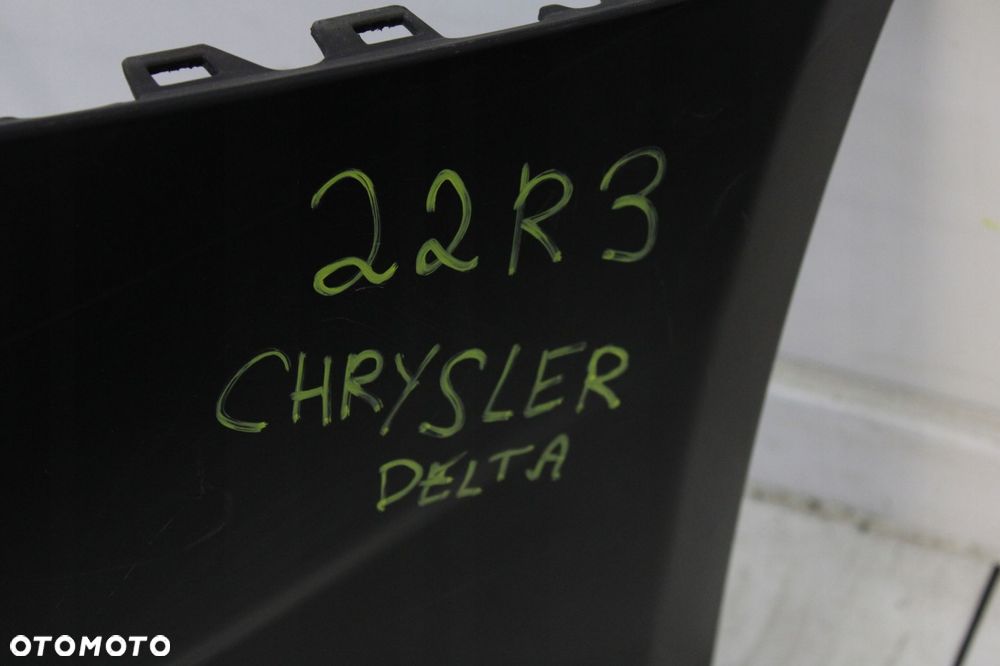 22R3
CHRYSLER
DELTA
OTOMOTO